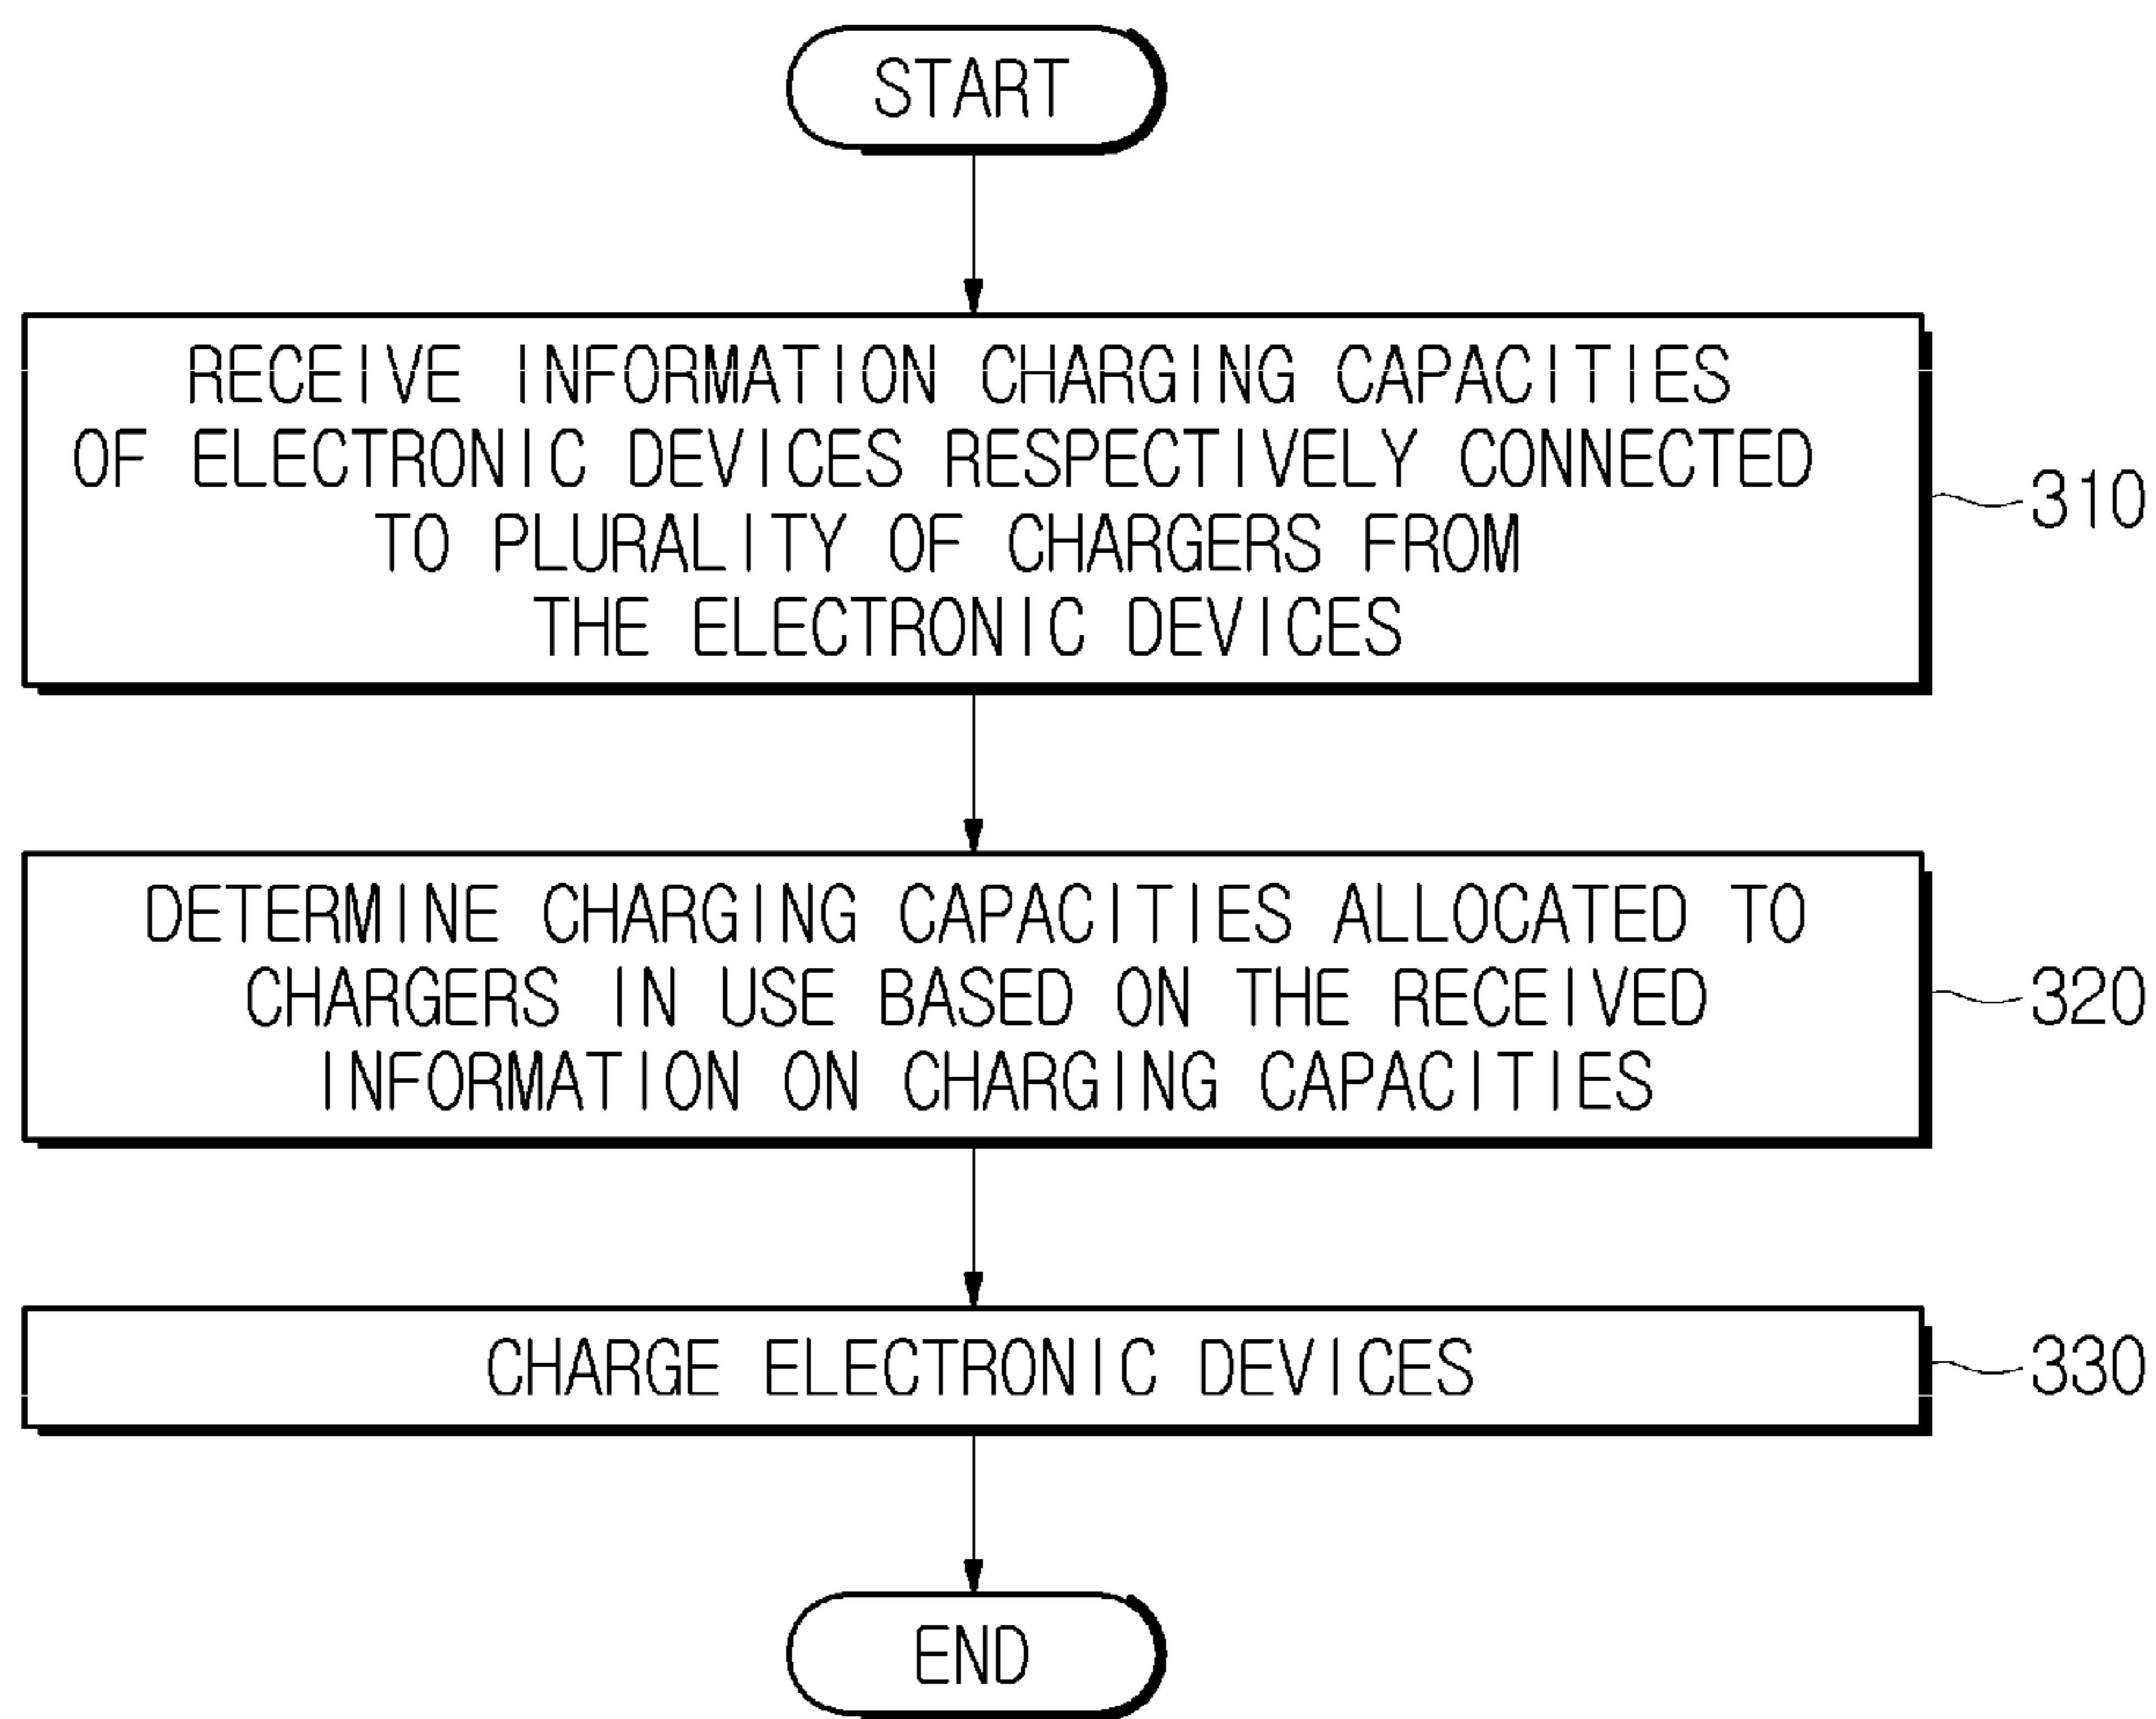 START
RECEIVE INFORMATION CHARGING CAPACITIES
OF ELECTRONIC DEVICES RESPECTIVELY CONNECTED
TO PLURALITY OF CHARGERS FROM
THE ELECTRONIC DEVICES
310
DETERMINE CHARGING CAPACITIES ALLOCATED TO
CHARGERS IN USE BASED ON THE RECEIVED
INFORMATION ON CHARGING CAPACITIES
320
CHARGE ELECTRONIC DEVICES
330
END